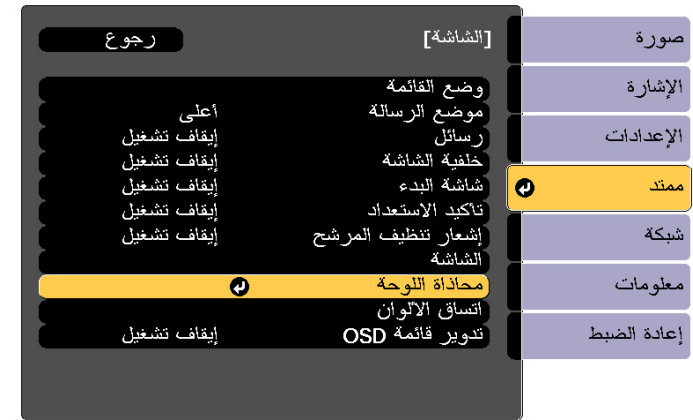 صورة
الإشارة
الإعدادات
ممتد
شبكة
معلومات
إعادة الضبط
[الشاشة] رجوع
وضع القائمة
موضع الرسالة أعلى
رسائل إيقاف تشغيل
خلفية الشاشة إيقاف تشغيل
شاشة البدء إيقاف تشغيل
تأكيد الاستعداد إيقاف تشغيل
إشعار تنظيف المرشح إيقاف تشغيل
الشاشة
محاذاة اللوحة
اتساق الألوان
تدوير قائمة OSD إيقاف تشغيل